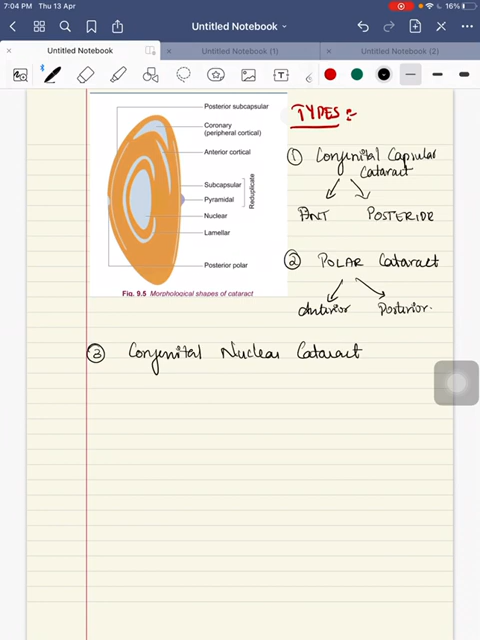 7:04 PM Thu 13 Apr
16%
Untitled Notebook
Untitled Notebook
Untitled Notebook (1)
Untitled Notebook (2)
Posterior subcapsular
Coronary
(peripheral cortical)
Anterior cortical
Subcapsular
Pyramidal
Reduplicate
Nuclear
Lamellar
Posterior polar
Fig. 9.5 Morphological shapes of cataract
TYPES :-
① Congenital Capsular
Cataract
ANT POSTERIOR
② POLAR Cataract
Anterior Posterior.
③ Congenital Nuclear Cataract